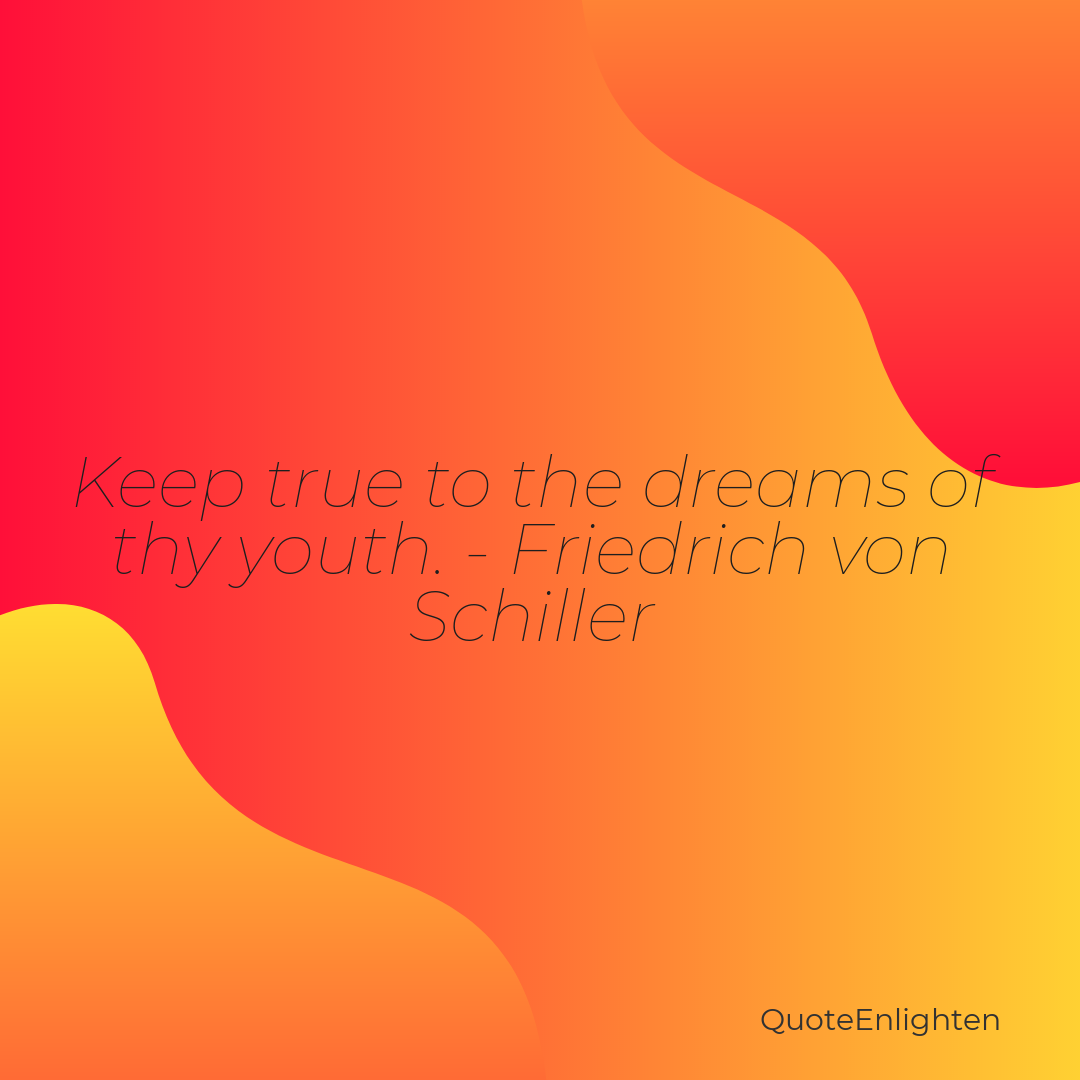 Keep true to the dreams of
thy youth. - Friedrich von
Schiller
QuoteEnlighten